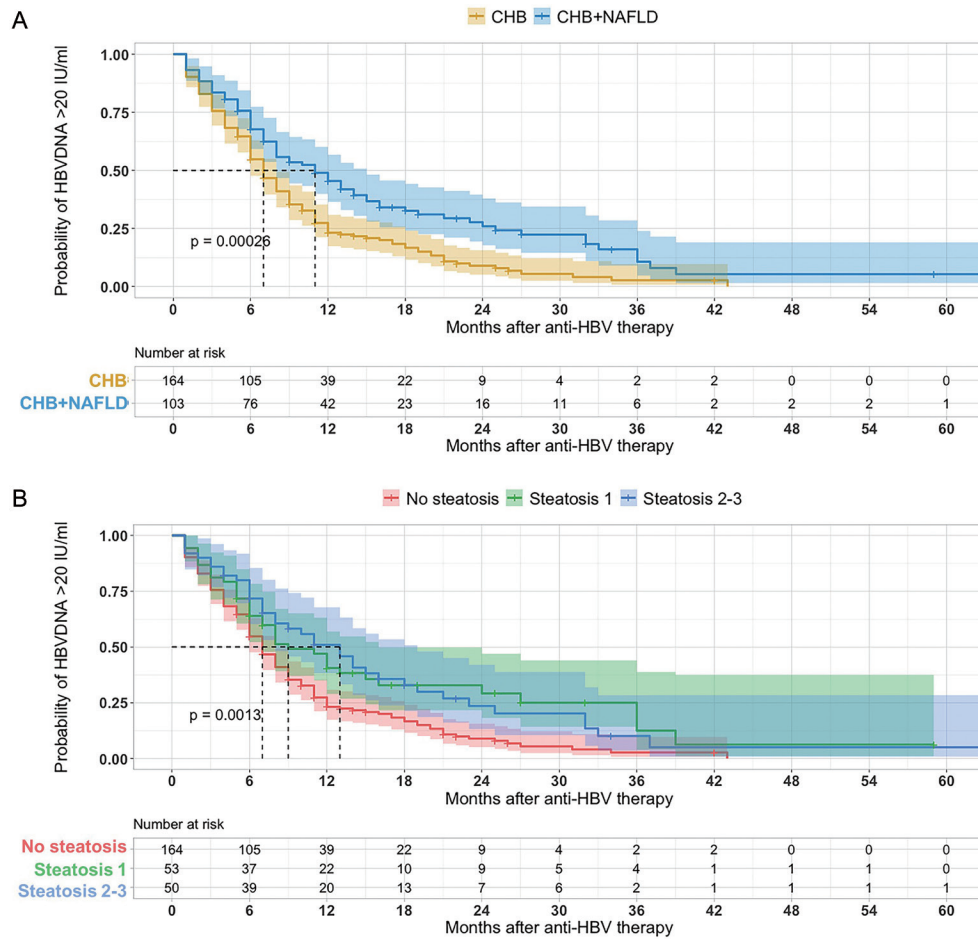 A
CHB CHB+NAFLD
Probability of HBVDNA >20 IU/ml
1.00
0.75
0.50
0.25
0.00
p = 0.00026
0 6 12 18 24 30 36 42 48 54 60
Months after anti-HBV therapy
Number at risk
CHB 164 105 39 22 9 4 2 2 0 0 0
CHB+NAFLD 103 76 42 23 16 11 6 2 2 2 1
0 6 12 18 24 30 36 42 48 54 60
Months after anti-HBV therapy
B
No steatosis Steatosis 1 Steatosis 2-3
Probability of HBVDNA >20 IU/ml
1.00
0.75
0.50
0.25
0.00
p = 0.0013
0 6 12 18 24 30 36 42 48 54 60
Months after anti-HBV therapy
Number at risk
No steatosis 164 105 39 22 9 4 2 2 0 0 0
Steatosis 1 53 37 22 10 9 5 4 1 1 1 0
Steatosis 2-3 50 39 20 13 7 6 2 1 1 1 1
0 6 12 18 24 30 36 42 48 54 60
Months after anti-HBV therapy